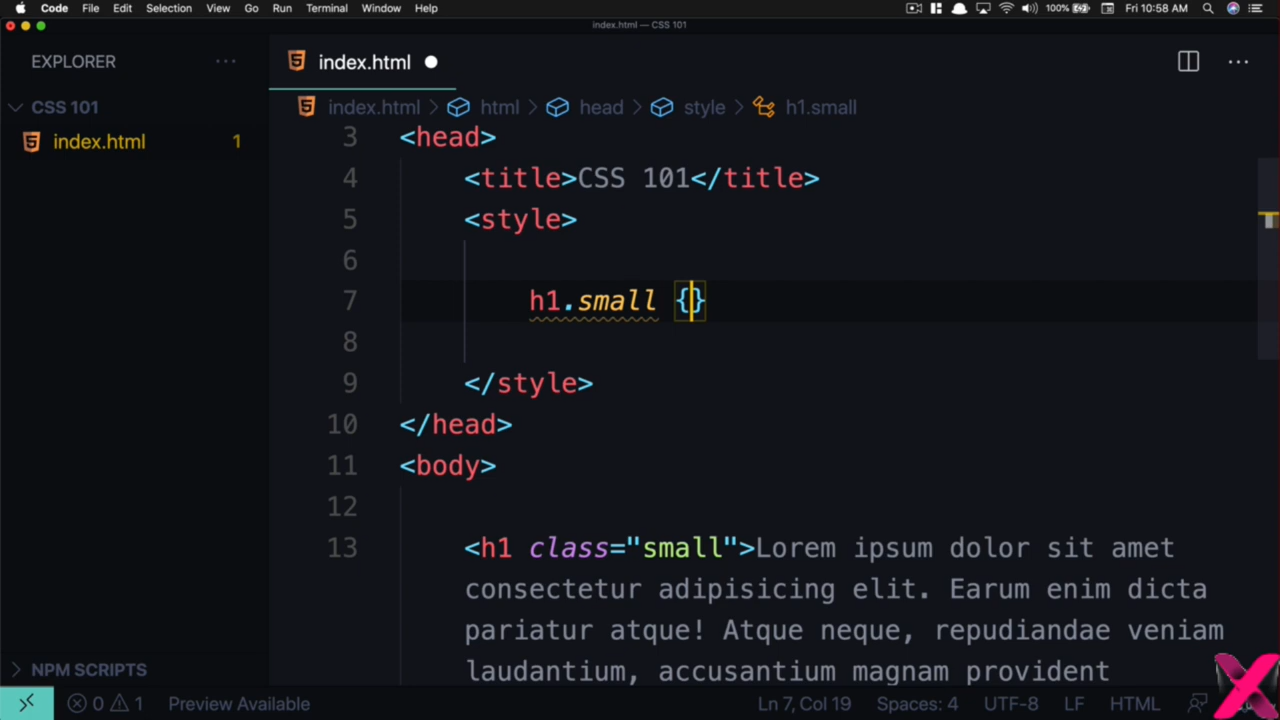 Code File Edit Selection View Go Run Terminal Window Help 100% Fri 10:58 AM
index.html — CSS 101
EXPLORER
index.html
CSS 101
index.html > html > head > style > h1.small
index.html 1
3 <head>
4 <title>CSS 101</title>
5 <style>
6
7 h1.small {}
8
9 </style>
10 </head>
11 <body>
12
13 <h1 class="small">Lorem ipsum dolor sit amet
consectetur adipisicing elit. Earum enim dicta
pariatur atque! Atque neque, repudiandae veniam
laudantium, accusantium magnam provident
NPM SCRIPTS
0 1 Preview Available Ln 7, Col 19 Spaces: 4 UTF-8 LF HTML